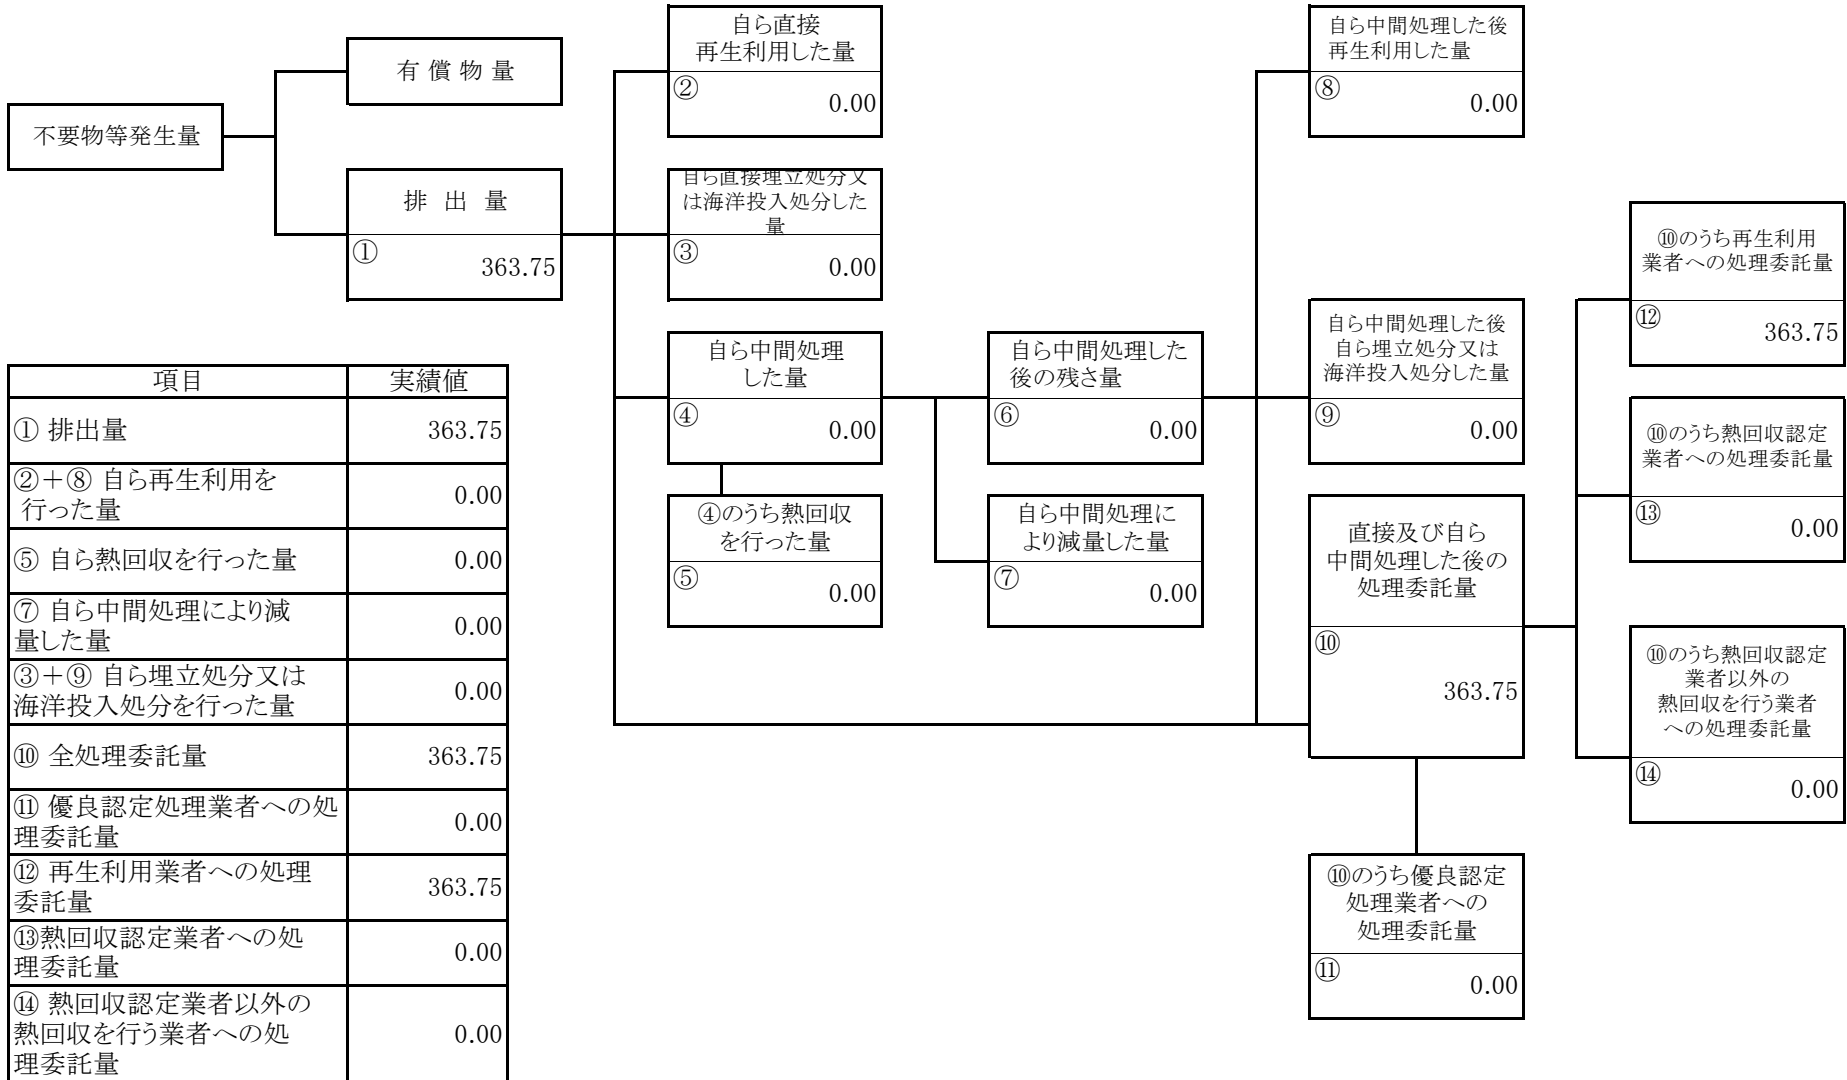 不要物等発生量
有 償 物 量
排 出 量
①
363.75
自ら直接
再生利用した量
②
0.00
自ら直接埋立処分又
は海洋投入処分した
量
③
0.00
自ら中間処理
した量
④
0.00
④のうち熱回収
を行った量
⑤
0.00
自ら中間処理した
後の残さ量
⑥
0.00
自ら中間処理に
より減量した量
⑦
0.00
自ら中間処理した後
再生利用した量
⑧
0.00
自ら中間処理した後
自ら埋立処分又は
海洋投入処分した量
⑨
0.00
直接及び自ら
中間処理した後の
処理委託量
⑩
363.75
⑩のうち優良認定
処理業者への
処理委託量
⑪
0.00
⑩のうち再生利用
業者への処理委託量
⑫
363.75
⑩のうち熱回収認定
業者への処理委託量
⑬
0.00
⑩のうち熱回収認定
業者以外の
熱回収を行う業者
への処理委託量
⑭
0.00
項目 実績値
① 排出量 363.75
②＋⑧ 自ら再生利用を
行った量 0.00
⑤ 自ら熱回収を行った量 0.00
⑦ 自ら中間処理により減
量した量 0.00
③＋⑨ 自ら埋立処分又は
海洋投入処分を行った量 0.00
⑩ 全処理委託量 363.75
⑪ 優良認定処理業者への処
理委託量 0.00
⑫ 再生利用業者への処理
委託量 363.75
⑬熱回収認定業者への処
理委託量 0.00
⑭ 熱回収認定業者以外の
熱回収を行う業者への処
理委託量 0.00